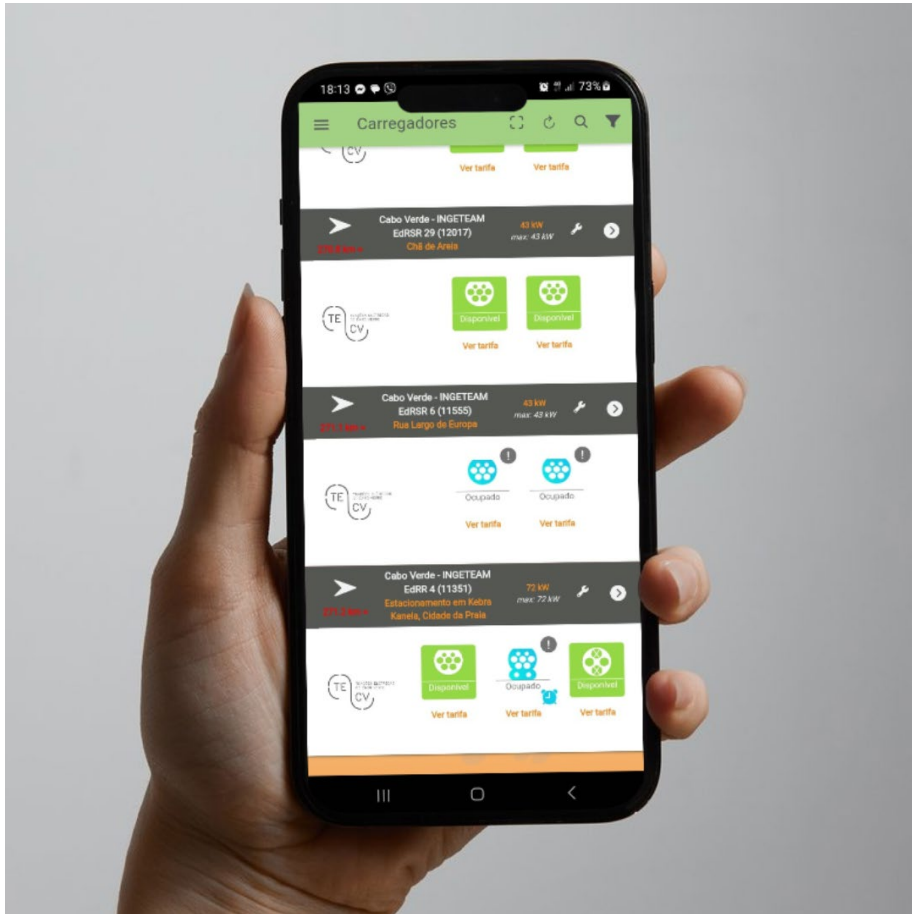 18:13
73%
Carregadores
Ver tarifa
Ver tarifa
Cabo Verde - INGETEAM
EdRSR 29 (12017)
Chã de Areia
43 kW
max: 43 kW
TE
CV
Disponível
Disponível
Ver tarifa
Ver tarifa
Cabo Verde - INGETEAM
EdRSR 6 (11555)
Rua Largo de Europa
43 kW
max: 43 kW
TE
CV
!
!
Ocupado
Ocupado
Ver tarifa
Ver tarifa
Cabo Verde - INGETEAM
EdRR 4 (11351)
Estacionamento em Kebra
Kanela, Cidade da Praia
72 kW
max: 72 kW
TE
CV
!
Disponível
Ocupado
Disponível
Ver tarifa
Ver tarifa
Ver tarifa